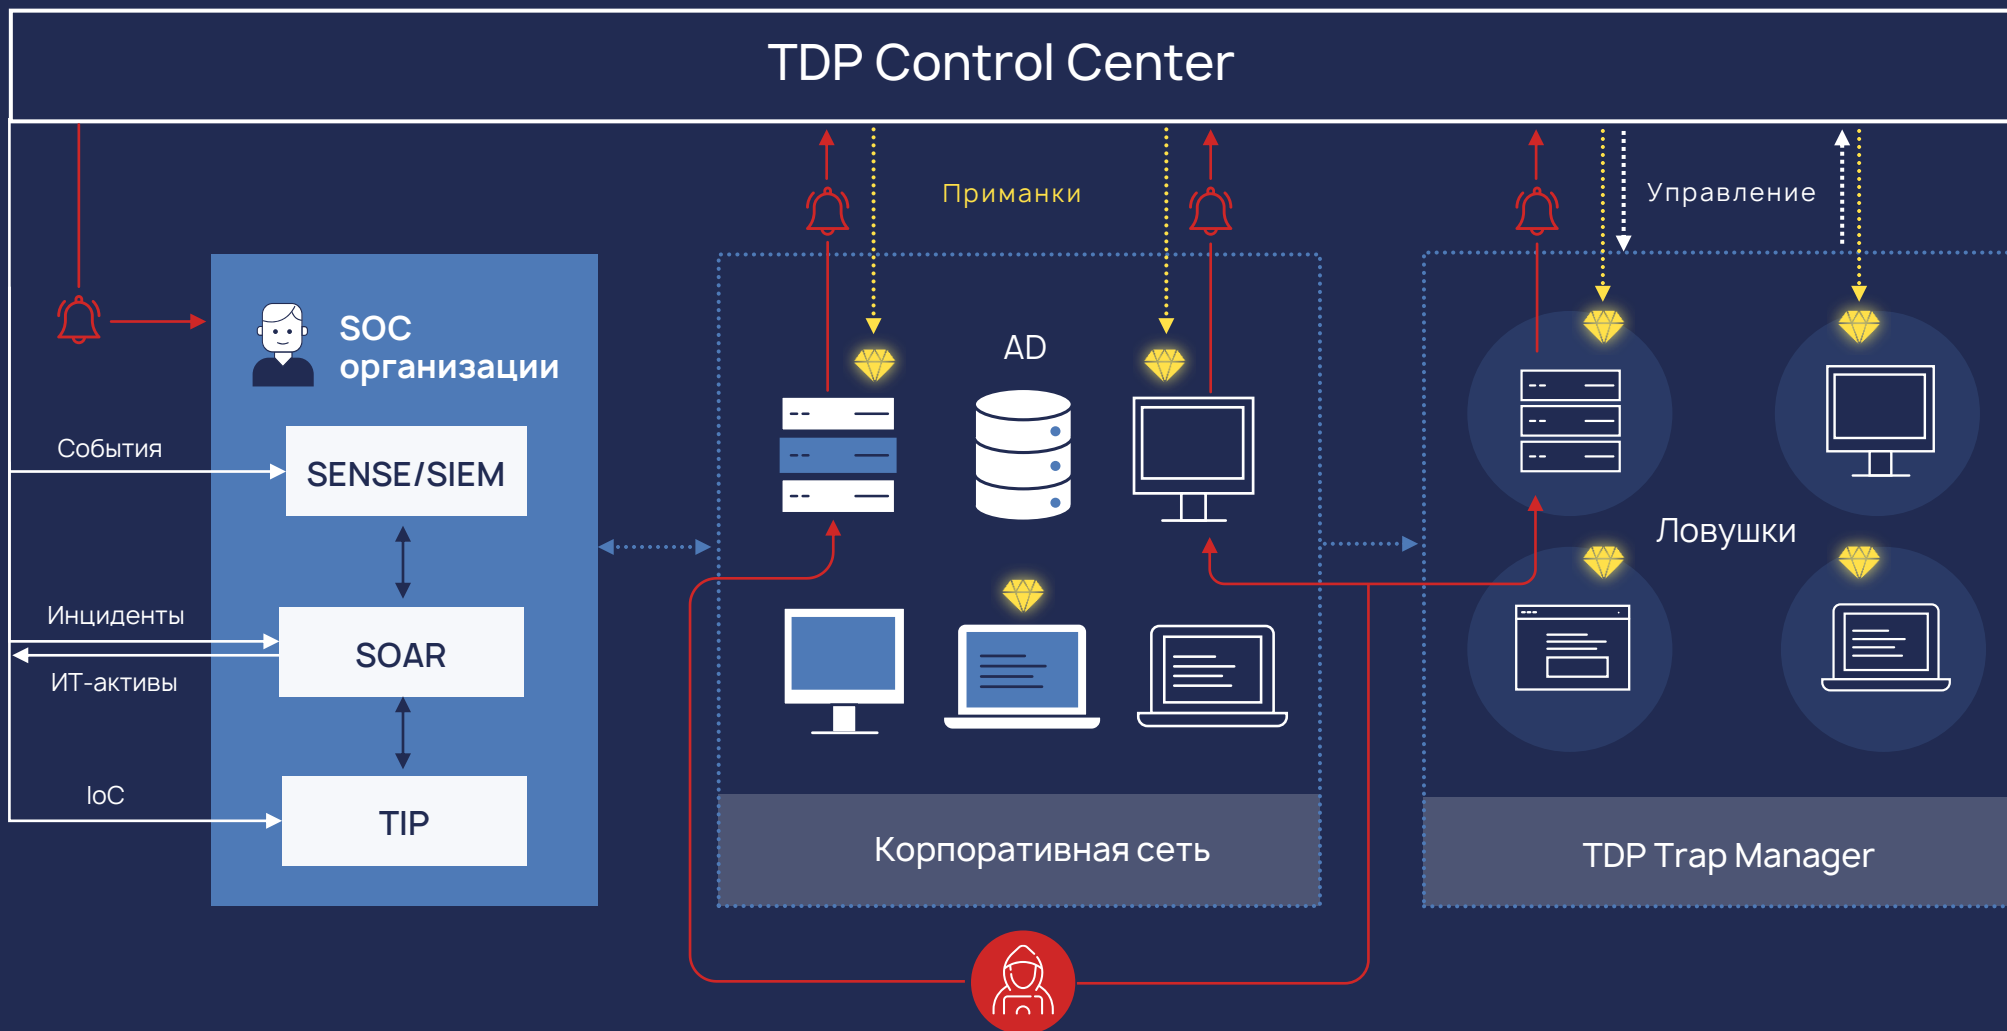 TDP Control Center
Приманки
Управление
SOC
организации
AD
События
SENSE/SIEM
Ловушки
Инциденты
SOAR
ИТ-активы
IoC
TIP
Корпоративная сеть
TDP Trap Manager